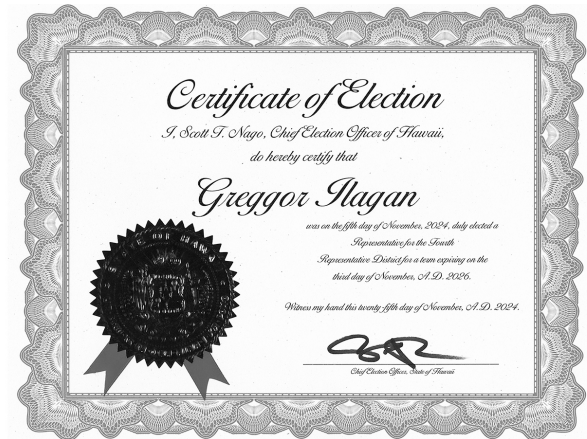 Certificate of Election
I, Scott T. Nago, Chief Election Officer of Hawaii,
do hereby certify that
Greggor Ilagan
was on the fifth day of November, 2024, duly elected a
Representative for the Fourth
Representative District for a term expiring on the
third day of November, A.D. 2026.
Witness my hand this twenty-fifth day of November, A.D. 2024.
Chief Election Officer, State of Hawaii